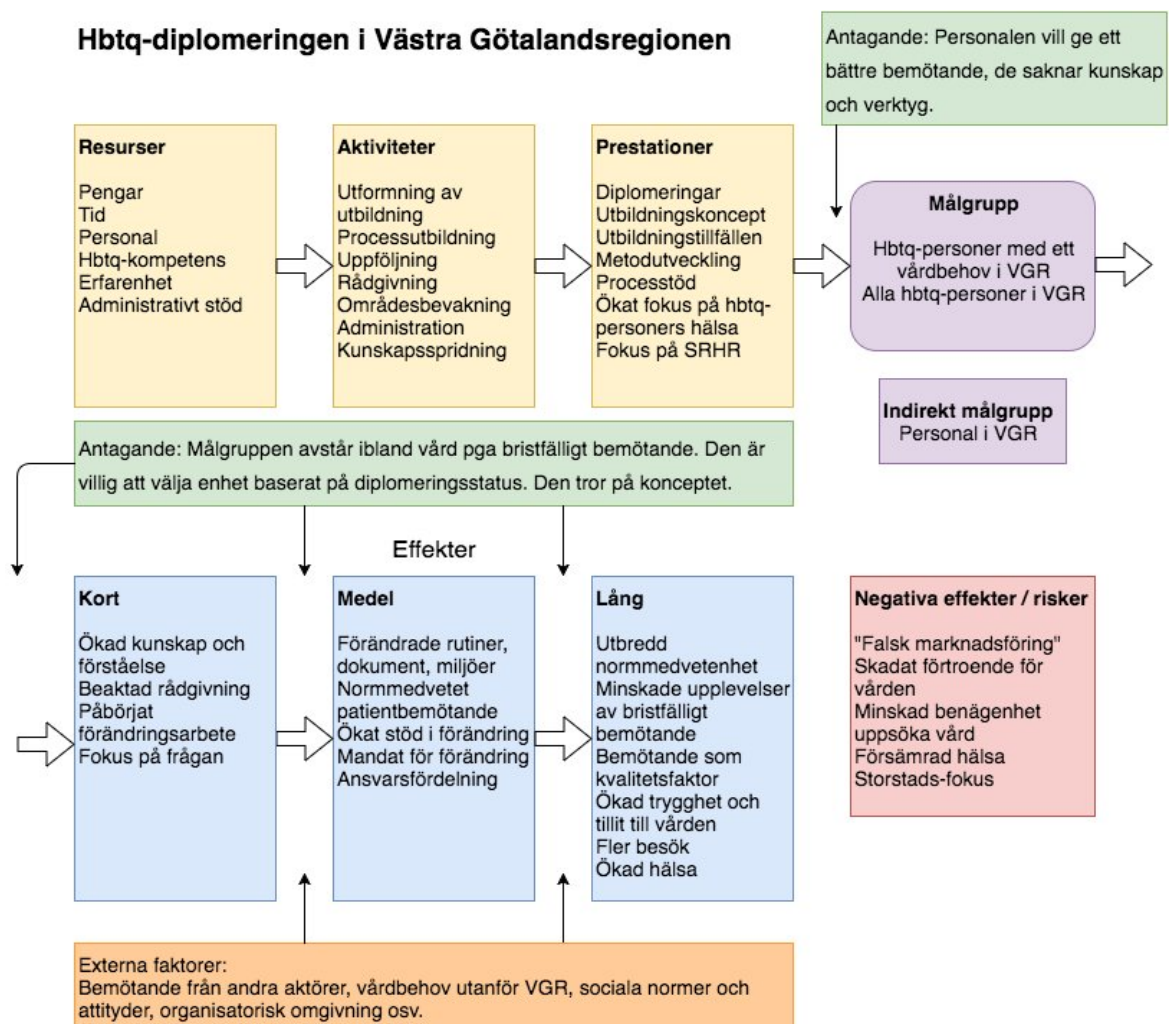 Hbtq-diplomeringen i Västra Götalandsregionen
Antagande: Personalen vill ge ett
bättre bemötande, de saknar kunskap
och verktyg.
Resurser
Pengar
Tid
Personal
Hbtq-kompetens
Erfarenhet
Administrativt stöd
Aktiviteter
Utformning av
utbildning
Processutbildning
Uppföljning
Rådgivning
Områdesbevakning
Administration
Kunskapsspridning
Prestationer
Diplomeringar
Utbildningskoncept
Utbildningstillfällen
Metodutveckling
Processtöd
Ökat fokus på hbtq-
personers hälsa
Fokus på SRHR
Målgrupp
Hbtq-personer med ett
vårdbehov i VGR
Alla hbtq-personer i VGR
Indirekt målgrupp
Personal i VGR
Antagande: Målgruppen avstår ibland vård pga bristfälligt bemötande. Den är
villig att välja enhet baserat på diplomeringsstatus. Den tror på konceptet.
Effekter
Kort
Ökad kunskap och
förståelse
Beaktad rådgivning
Påbörjat
förändringsarbete
Fokus på frågan
Medel
Förändrade rutiner,
dokument, miljöer
Normmedvetet
patientbemötande
Ökat stöd i förändring
Mandat för förändring
Ansvarsfördelning
Lång
Utbredd
normmedvetenhet
Minskade upplevelser
av bristfälligt
bemötande
Bemötande som
kvalitetsfaktor
Ökad trygghet och
tillit till vården
Fler besök
Ökad hälsa
Negativa effekter / risker
"Falsk marknadsföring"
Skadat förtroende för
vården
Minskad benägenhet
uppsöka vård
Försämrad hälsa
Storstads-fokus
Externa faktorer:
Bemötande från andra aktörer, vårdbehov utanför VGR, sociala normer och
attityder, organisatorisk omgivning osv.